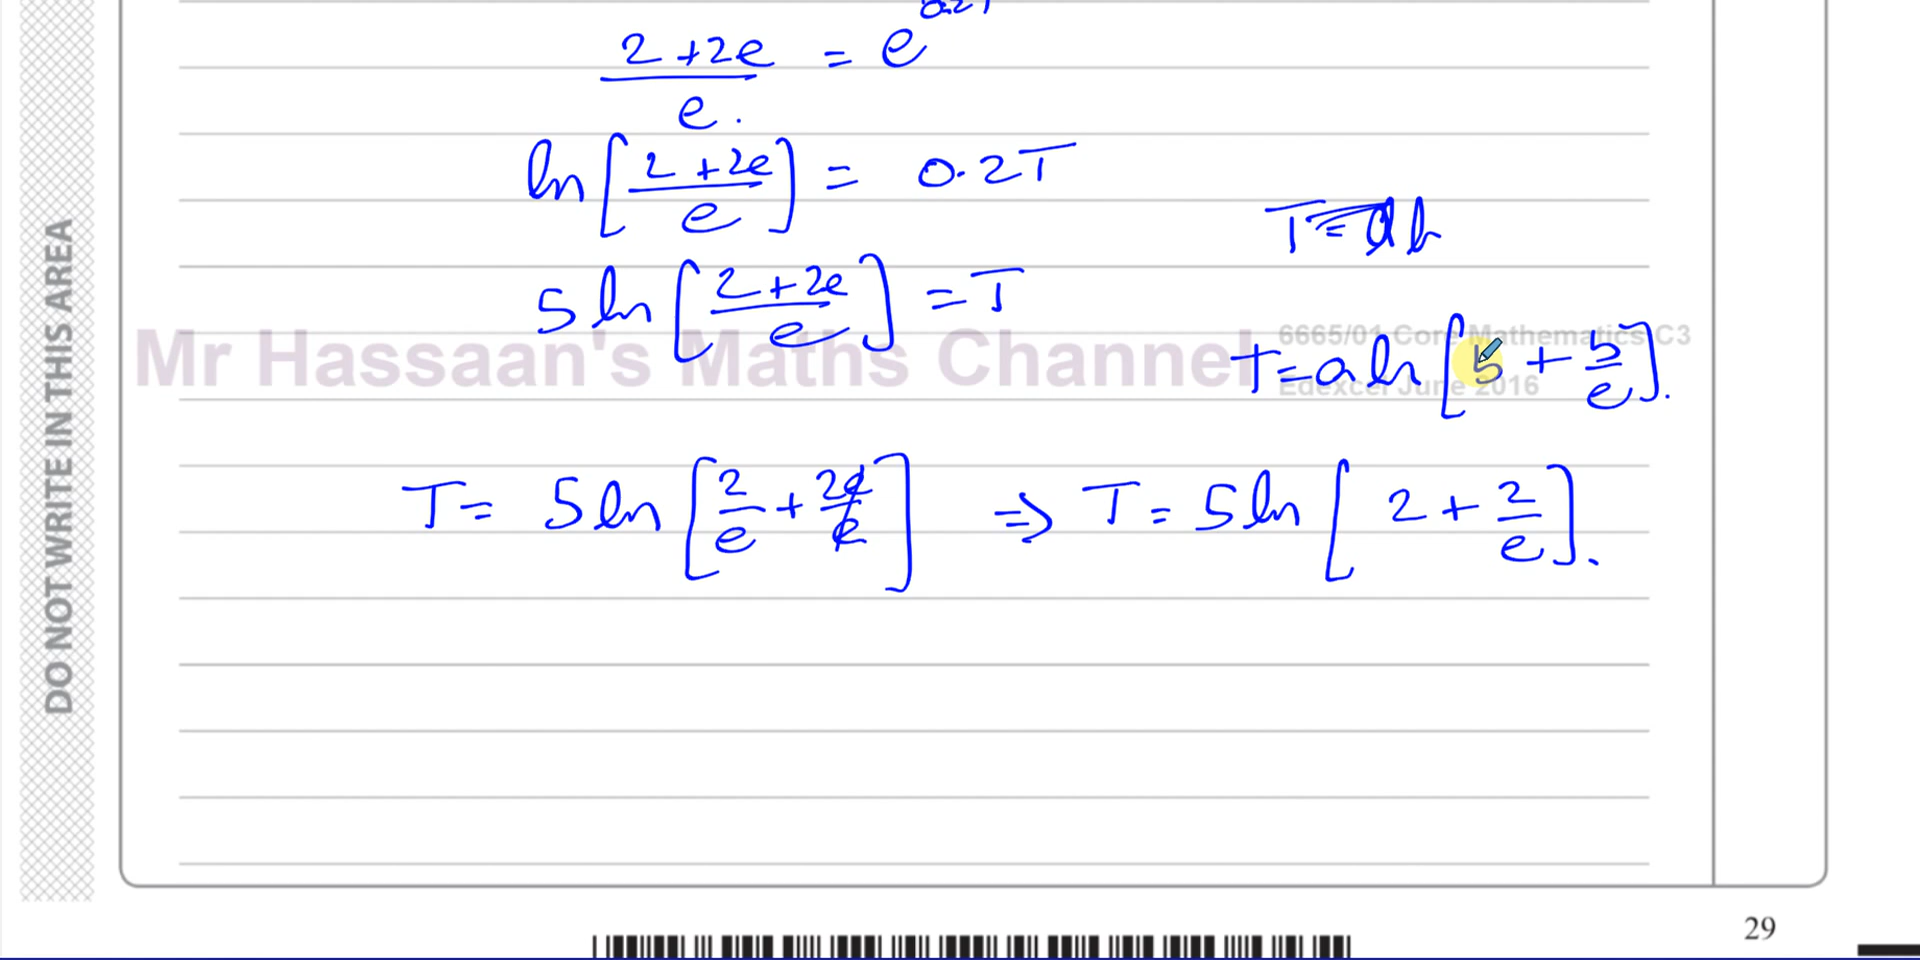 2 + 2e / e. = e^0.2T
ln [ 2 + 2e / e ] = 0.2T
T = a b
5 ln [ 2 + 2e / e ] = T
Mr Hassaan's Maths Channel
6665/01 Core Mathematics C3
Edexcel June 2016
T = a ln [ b + b/e ].
T = 5 ln [ 2/e + 2e/e ] ⇒ T = 5 ln [ 2 + 2/e ].
DO NOT WRITE IN THIS AREA
29